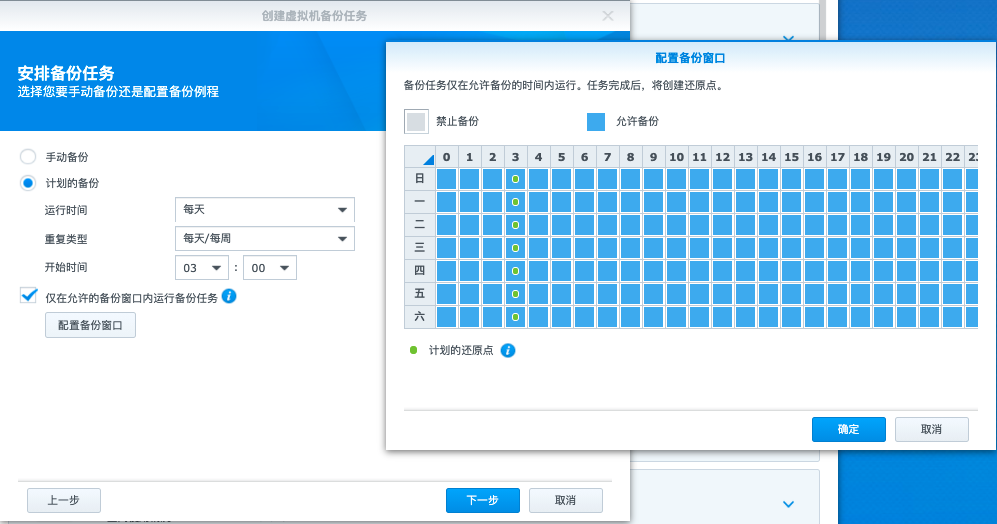 创建虚拟机备份任务
安排备份任务
选择您要手动备份还是配置备份例程
手动备份
计划的备份
运行时间
每天
重复类型
每天/每周
开始时间
03 : 00
仅在允许的备份窗口内运行备份任务
配置备份窗口
上一步
下一步
取消
配置备份窗口
备份任务仅在允许备份的时间内运行。任务完成后，将创建还原点。
禁止备份
允许备份
0 1 2 3 4 5 6 7 8 9 10 11 12 13 14 15 16 17 18 19 20 21 22
日
一
二
三
四
五
六
计划的还原点
确定
取消